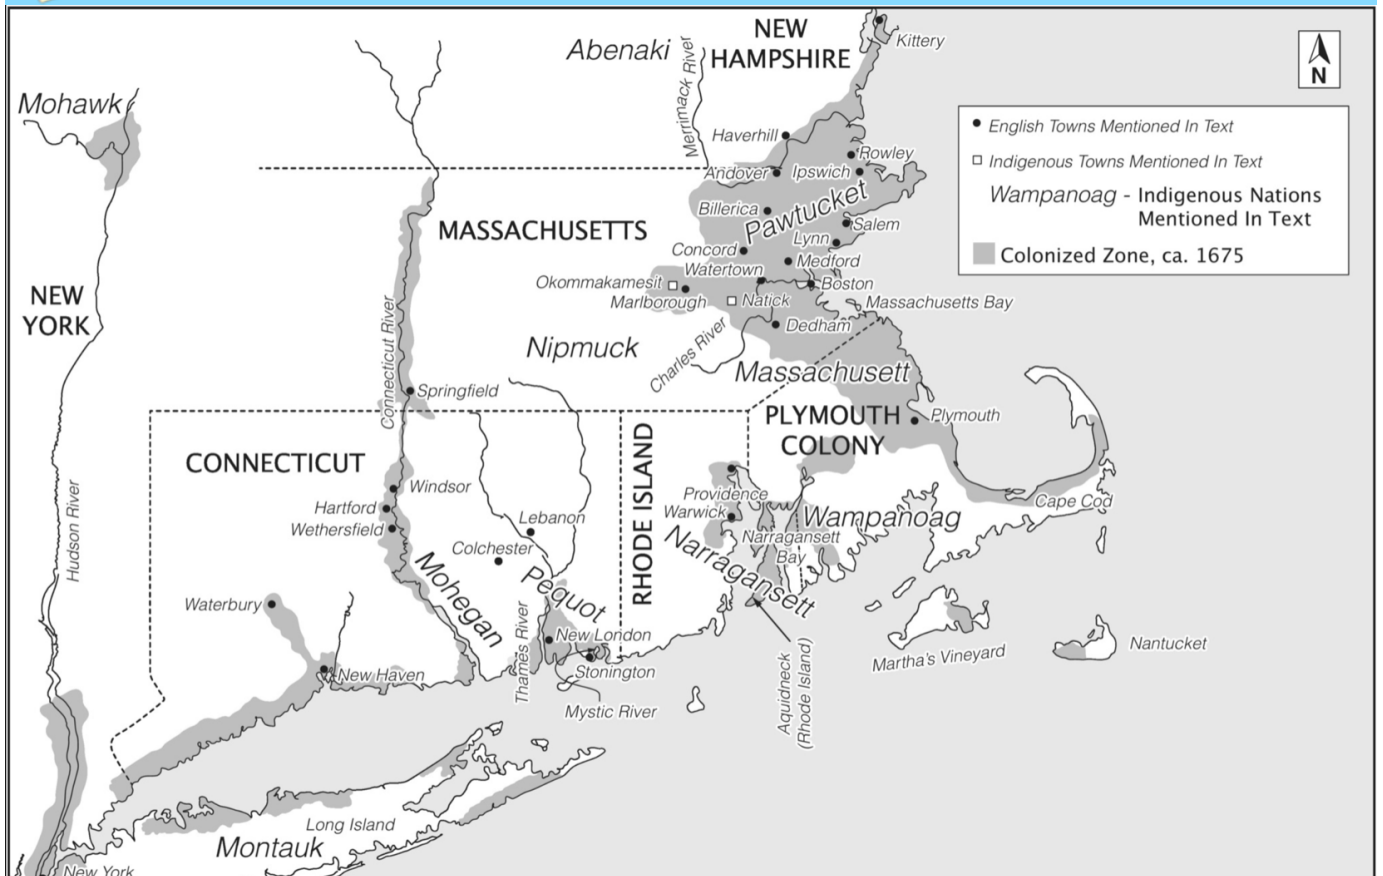 NEW
HAMPSHIRE
Kittery
Abenaki
Merrimack River
N
Mohawk
English Towns Mentioned In Text
Indigenous Towns Mentioned In Text
Wampanoag - Indigenous Nations
Mentioned In Text
Colonized Zone, ca. 1675
Haverhill
Rowley
Andover
Ipswich
Billerica
Pawtucket
Salem
MASSACHUSETTS
Lynn
Concord
Medford
Watertown
Okommakamesit
Boston
Marlborough
Natick
Massachusetts Bay
NEW
YORK
Dedham
Charles River
Connecticut River
Nipmuck
Massachusett
Springfield
PLYMOUTH
COLONY
Plymouth
CONNECTICUT
RHODE ISLAND
Hudson River
Windsor
Hartford
Wethersfield
Providence
Warwick
Cape Cod
Lebanon
Wampanoag
Narragansett
Bay
Colchester
Narragansett
Mohegan
Pequot
Waterbury
Thames River
New London
New Haven
Stonington
Mystic River
Aquidneck
(Rhode Island)
Martha's Vineyard
Nantucket
Long Island
Montauk
New York